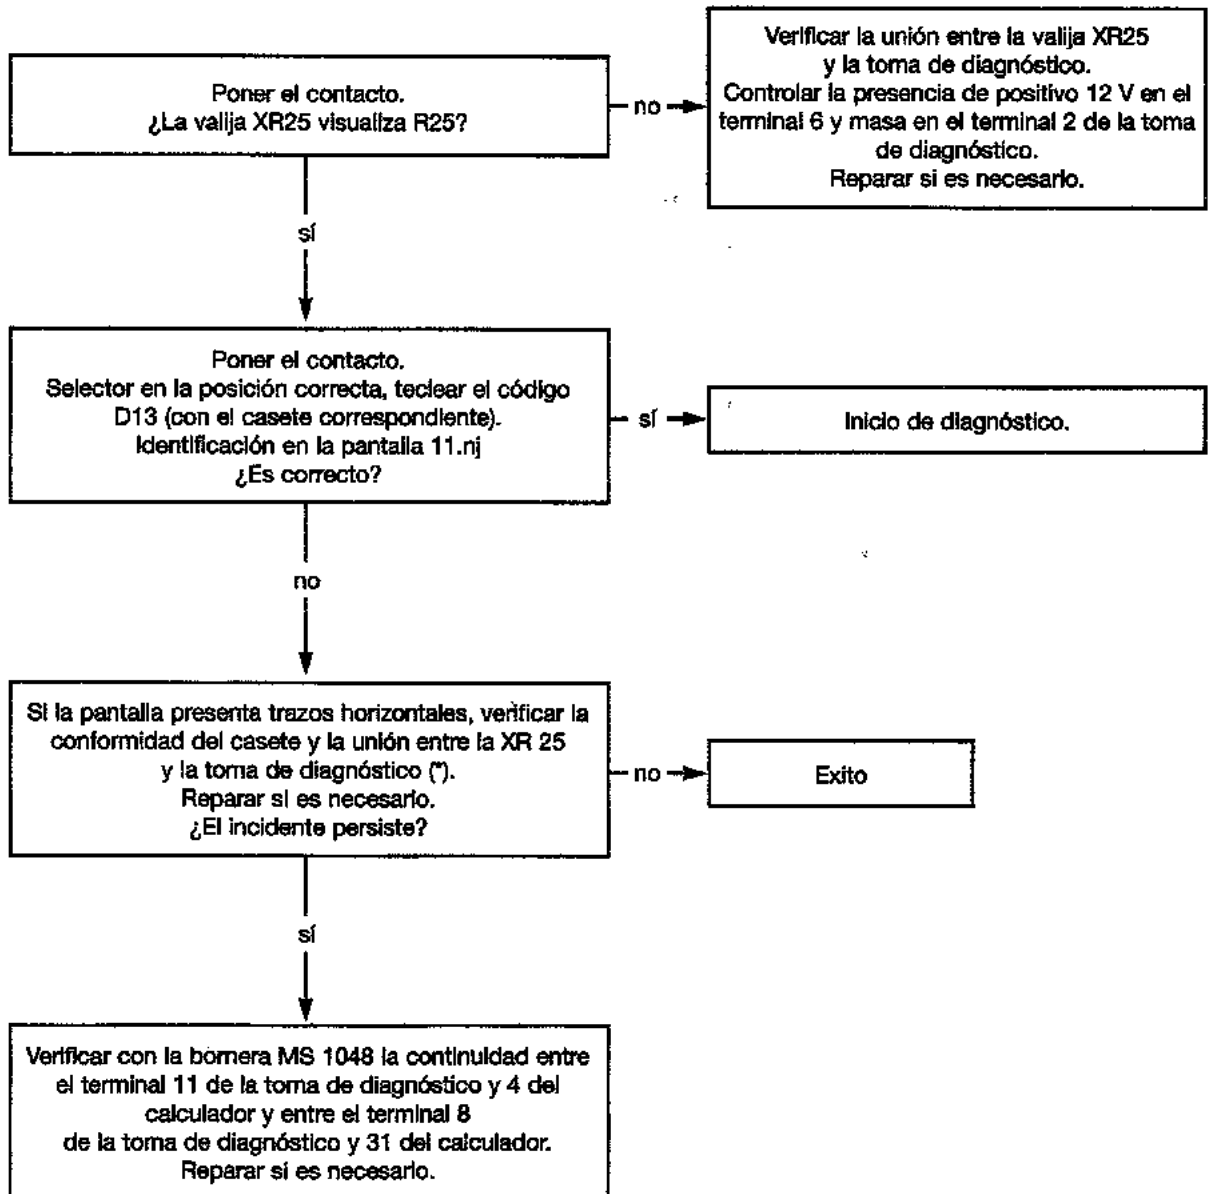 Poner el contacto.
¿La valija XR25 visualiza R25?
no
Verificar la unión entre la valija XR25
y la toma de diagnóstico.
Controlar la presencia de positivo 12 V en el
terminal 6 y masa en el terminal 2 de la toma
de diagnóstico.
Reparar si es necesario.
sí
Poner el contacto.
Selector en la posición correcta, teclear el código
D13 (con el casete correspondiente).
Identificación en la pantalla 11.nj
¿Es correcto?
sí
Inicio de diagnóstico.
no
Si la pantalla presenta trazos horizontales, verificar la
conformidad del casete y la unión entre la XR 25
y la toma de diagnóstico (*).
Reparar si es necesario.
¿El incidente persiste?
no
Exito
sí
Verificar con la bornera MS 1048 la continuidad entre
el terminal 11 de la toma de diagnóstico y 4 del
calculador y entre el terminal 8
de la toma de diagnóstico y 31 del calculador.
Reparar si es necesario.